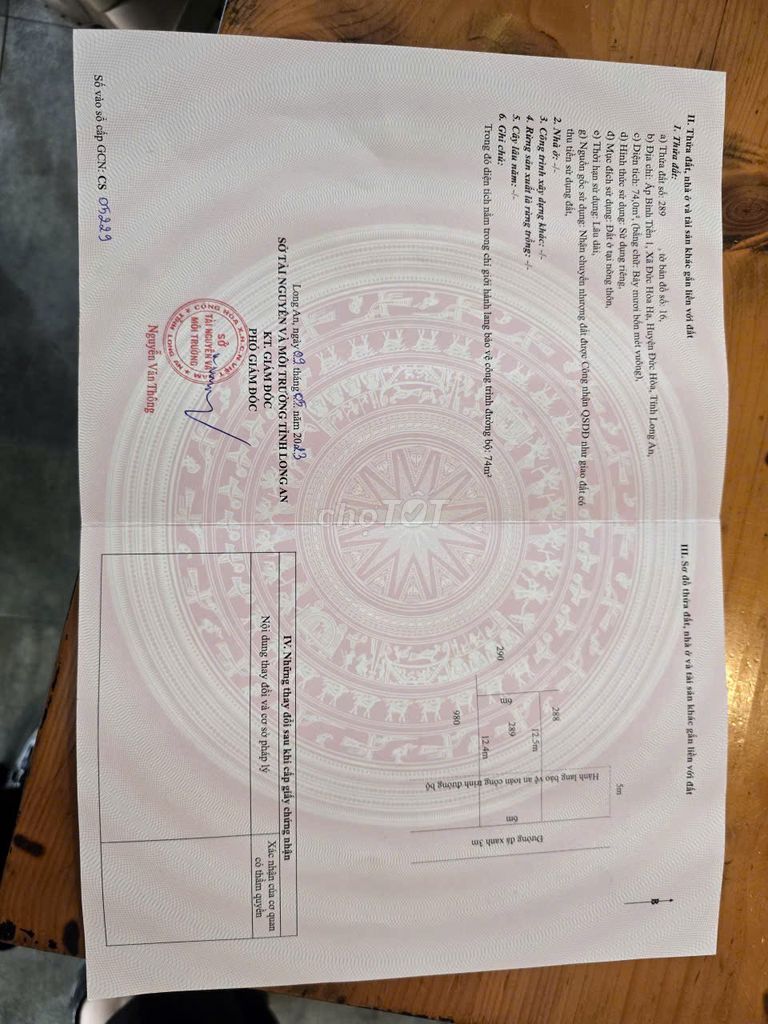 II. Thửa đất, nhà ở và tài sản khác gắn liền với đất
1. Thửa đất:
a) Thửa đất số: 289 , tờ bản đồ số: 16,
b) Địa chỉ: Ấp Bình Tiền 1, Xã Đức Hòa Hạ, Huyện Đức Hòa, Tỉnh Long An,
c) Diện tích: 74,0m², (bằng chữ: Bảy mươi bốn mét vuông),
d) Hình thức sử dụng: Sử dụng riêng,
đ) Mục đích sử dụng: Đất ở tại nông thôn,
e) Thời hạn sử dụng: Lâu dài,
g) Nguồn gốc sử dụng: Nhận chuyển nhượng đất được Công nhận QSDĐ như giao đất có
thu tiền sử dụng đất,
2. Nhà ở: -/-
3. Công trình xây dựng khác: -/-
4. Rừng sản xuất là rừng trồng: -/-
5. Cây lâu năm: -/-
6. Ghi chú:
Trong đó diện tích nằm trong chỉ giới hành lang bảo vệ công trình đường bộ: 74m²
Long An, ngày 09 tháng 05 năm 2023
SỞ TÀI NGUYÊN VÀ MÔI TRƯỜNG TỈNH LONG AN
KT. GIÁM ĐỐC
PHÓ GIÁM ĐỐC
SỞ
TÀI NGUYÊN VÀ
MÔI TRƯỜNG
Nguyễn Văn Thông
Số vào sổ cấp GCN: CS 05229
III. Sơ đồ thửa đất, nhà ở và tài sản khác gắn liền với đất
B
5m
288
12.5m
290
6m
289
6m
12.4m
980
Hành lang bảo vệ an toàn công trình đường bộ
Đường đá xanh 3m
IV. Những thay đổi sau khi cấp giấy chứng nhận
Nội dung thay đổi và cơ sở pháp lý
Xác nhận của cơ quan
có thẩm quyền
choTỐT